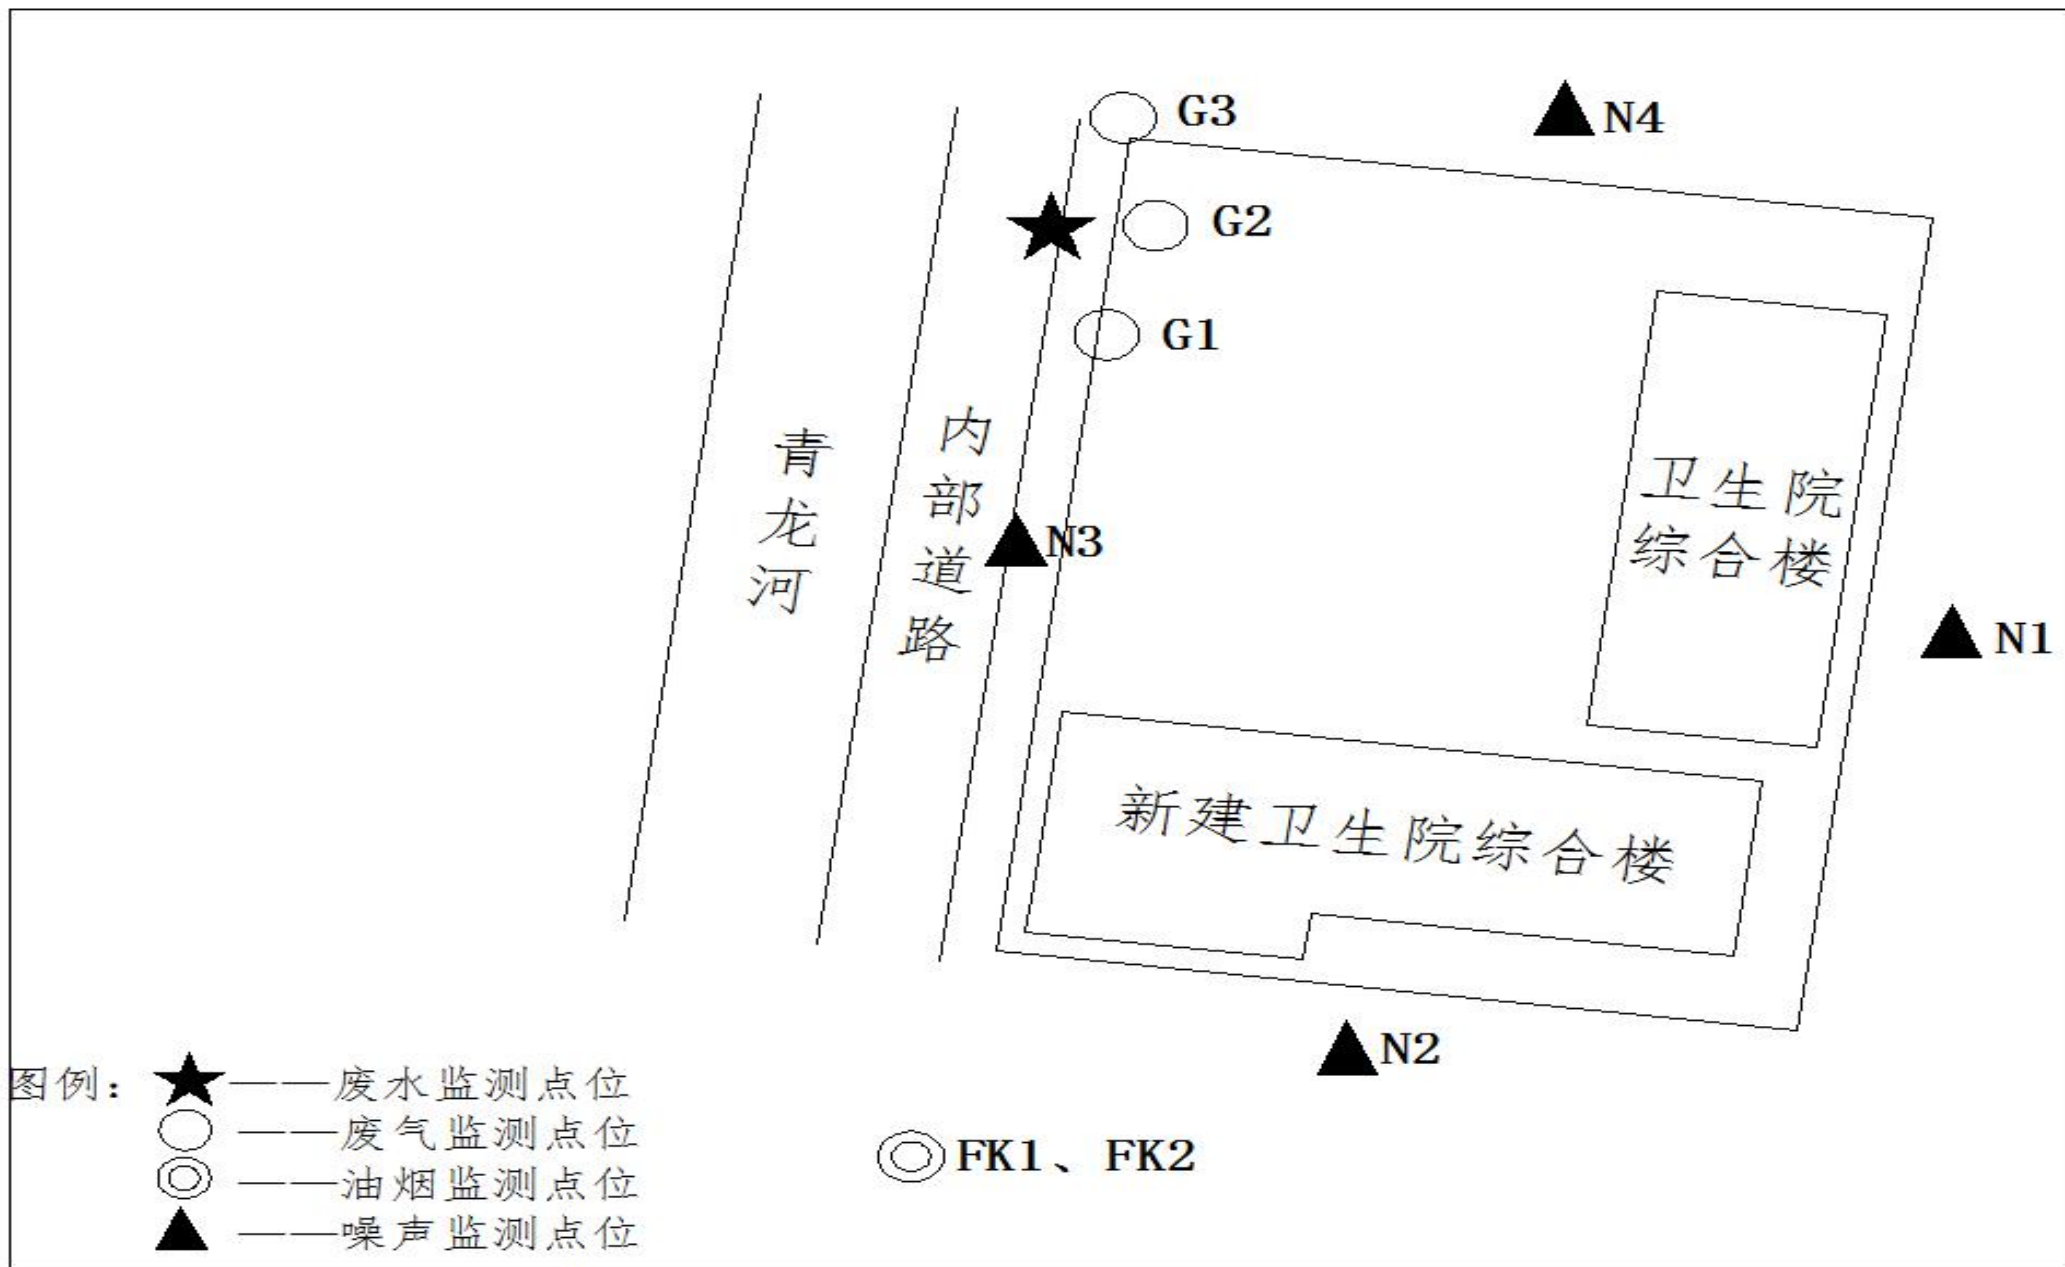 G3
N4
G2
G1
青龙河
内部道路
N3
卫生院
综合楼
N1
新建卫生院综合楼
N2
图例：
——废水监测点位
——废气监测点位
——油烟监测点位
——噪声监测点位
FK1、FK2